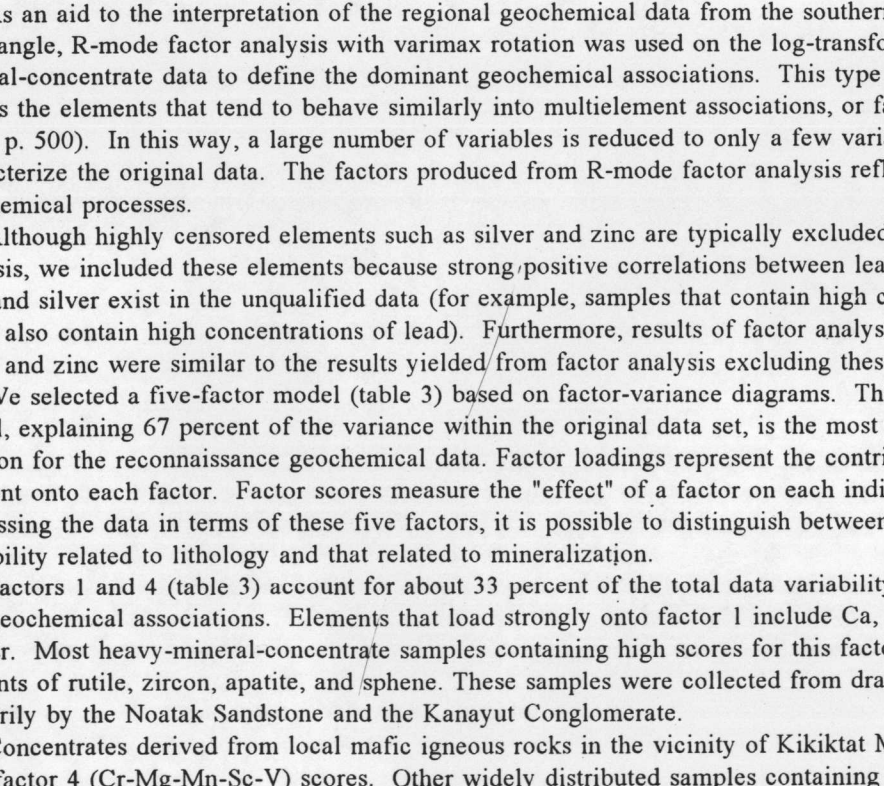 s an aid to the interpretation of the regional geochemical data from the souther
angle, R-mode factor analysis with varimax rotation was used on the log-transfo
al-concentrate data to define the dominant geochemical associations. This type
s the elements that tend to behave similarly into multielement associations, or fa
p. 500). In this way, a large number of variables is reduced to only a few varia
cterize the original data. The factors produced from R-mode factor analysis refl
emical processes.
lthough highly censored elements such as silver and zinc are typically excluded
sis, we included these elements because strong positive correlations between lea
and silver exist in the unqualified data (for example, samples that contain high c
also contain high concentrations of lead). Furthermore, results of factor analys
and zinc were similar to the results yielded from factor analysis excluding thes
We selected a five-factor model (table 3) based on factor-variance diagrams. Th
l, explaining 67 percent of the variance within the original data set, is the most
on for the reconnaissance geochemical data. Factor loadings represent the contri
nt onto each factor. Factor scores measure the "effect" of a factor on each indi
ssing the data in terms of these five factors, it is possible to distinguish between
bility related to lithology and that related to mineralization.
actors 1 and 4 (table 3) account for about 33 percent of the total data variability
eochemical associations. Elements that load strongly onto factor 1 include Ca,
r. Most heavy-mineral-concentrate samples containing high scores for this facto
nts of rutile, zircon, apatite, and sphene. These samples were collected from dra
rily by the Noatak Sandstone and the Kanayut Conglomerate.
Concentrates derived from local mafic igneous rocks in the vicinity of Kikiktat M
factor 4 (Cr-Mg-Mn-Sc-V) scores. Other widely distributed samples containing